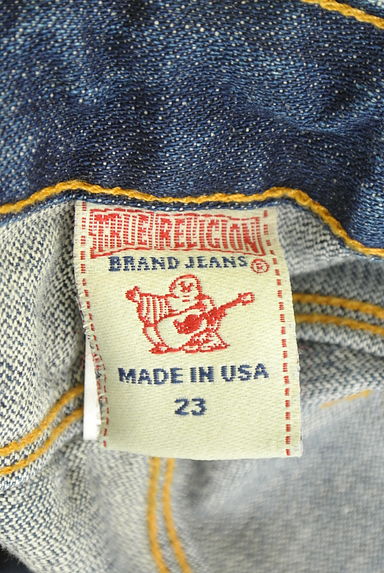 TRUE RELIGION
BRAND JEANS®
MADE IN USA
23